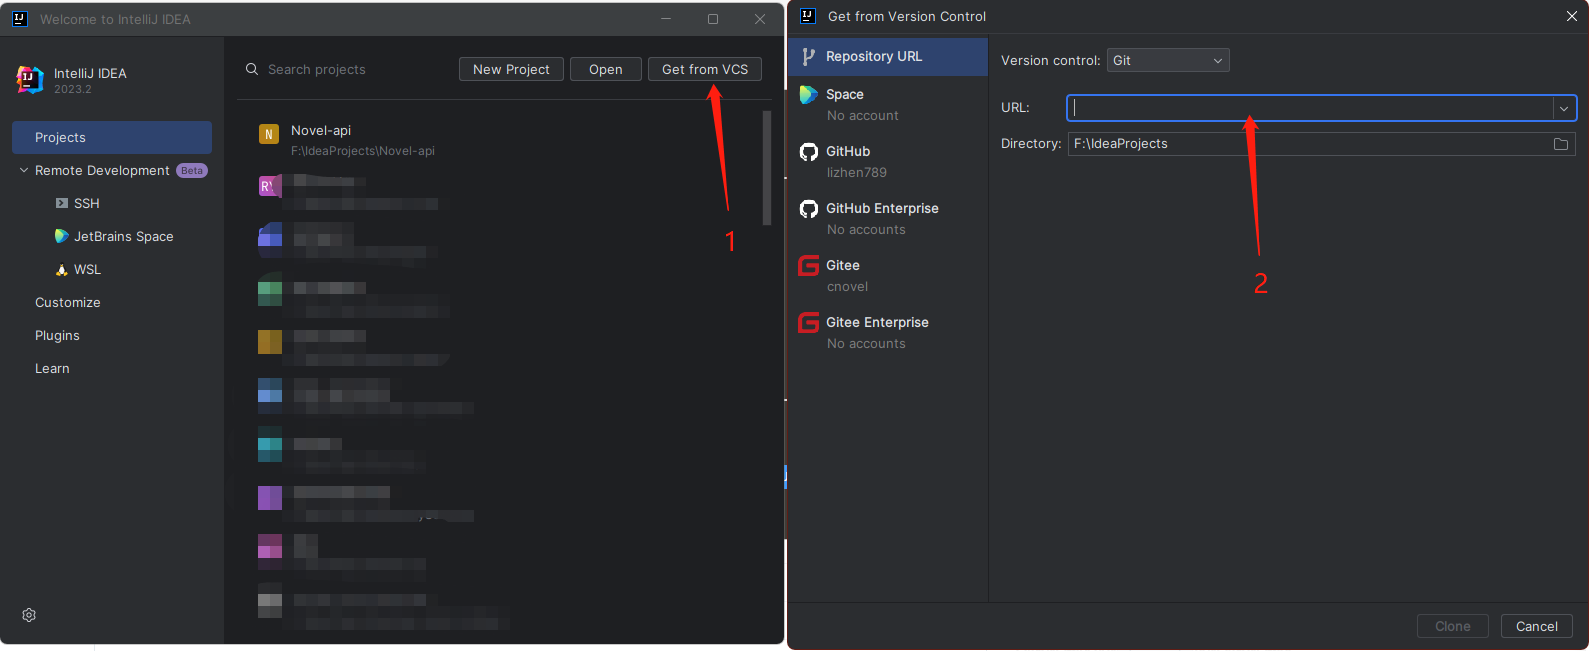 Welcome to IntelliJ IDEA
IntelliJ IDEA
2023.2
Projects
Remote Development Beta
SSH
JetBrains Space
WSL
Customize
Plugins
Learn
Search projects
New Project
Open
Get from VCS
N
Novel-api
F:\IdeaProjects\Novel-api
1
Get from Version Control
Repository URL
Space
No account
GitHub
lizhen789
GitHub Enterprise
No accounts
Gitee
cnovel
Gitee Enterprise
No accounts
Version control: Git
URL:
Directory: F:\IdeaProjects
2
Clone
Cancel